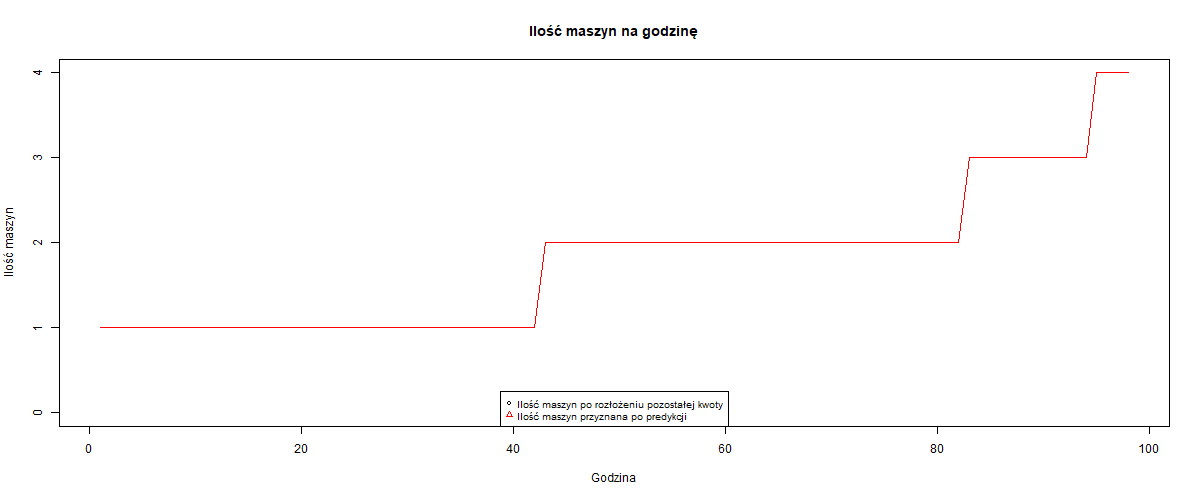 Ilość maszyn na godzinę
Ilość maszyn
4
3
2
1
0
Ilość maszyn po rozłożeniu pozostałej kwoty
Ilość maszyn przyznana po predykcji
0 20 40 60 80 100
Godzina